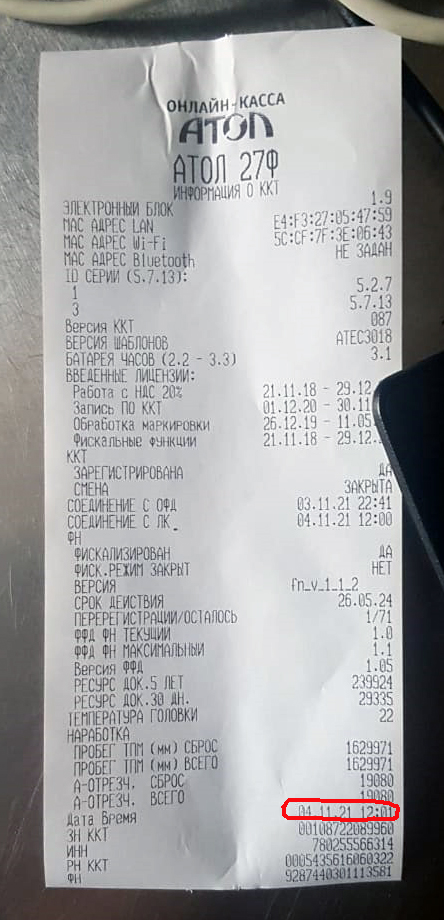 ОНЛАЙН-КАССА
АТОЛ
АТОЛ 27Ф
ИНФОРМАЦИЯ О ККТ
ЭЛЕКТРОННЫЙ БЛОК 1.9
МАС АДРЕС LAN E4:F3:27:05:47:59
МАС АДРЕС Wi-Fi 5C:CF:7F:3E:06:43
МАС АДРЕС Bluetooth НЕ ЗАДАН
ID СЕРИИ (5.7.13):
1 5.2.7
3 5.7.13
Версия ККТ 087
ВЕРСИЯ ШАБЛОНОВ ATEC3018
БАТАРЕЯ ЧАСОВ (2.2 - 3.3) 3.1
ВВЕДЕННЫЕ ЛИЦЕНЗИИ:
Работа с НДС 20% 21.11.18 - 29.12
Запись ПО ККТ 01.12.20 - 30.11
Обработка маркировки 26.12.19 - 11.05
Фискальные функции 21.11.18 - 29.12.
ККТ
ЗАРЕГИСТРИРОВАНА ДА
СМЕНА ЗАКРЫТА
СОЕДИНЕНИЕ С ОФД 03.11.21 22:41
СОЕДИНЕНИЕ С ЛК 04.11.21 12:00
ФН
ФИСКАЛИЗИРОВАН ДА
ФИСК.РЕЖИМ ЗАКРЫТ НЕТ
ВЕРСИЯ fn_v_1_1_2
СРОК ДЕЙСТВИЯ 26.05.24
ПЕРЕРЕГИСТРАЦИИ/ОСТАЛОСЬ 1/71
ФФД ФН ТЕКУЩИЙ 1.0
ФФД ФН МАКСИМАЛЬНЫЙ 1.1
Версия ФФД 1.05
РЕСУРС ДОК.5 ЛЕТ 239924
РЕСУРС ДОК.30 ДН. 29335
ТЕМПЕРАТУРА ГОЛОВКИ 22
НАРАБОТКА
ПРОБЕГ ТПМ (мм) СБРОС 1629971
ПРОБЕГ ТПМ (мм) ВСЕГО 1629971
А-ОТРЕЗЧ. СБРОС 19080
А-ОТРЕЗЧ. ВСЕГО 19080
Дата Время 04.11.21 12:01
ЗН ККТ 00108722089960
ИНН 780255566314
РН ККТ 0005435616060322
ФН 9287440301113581